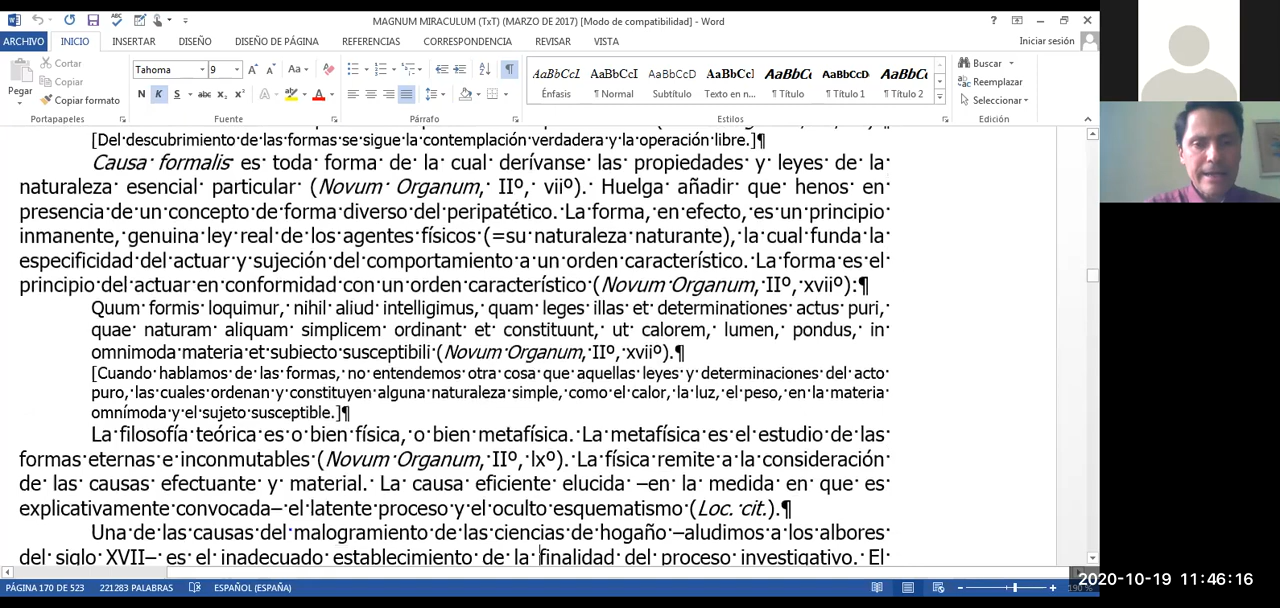 MAGNUM MIRACULUM (TxT) (MARZO DE 2017) [Modo de compatibilidad] - Word
ARCHIVO INICIO INSERTAR DISEÑO DISEÑO DE PÁGINA REFERENCIAS CORRESPONDENCIA REVISAR VISTA Iniciar sesión
Pegar
Cortar
Copiar
Copiar formato
Portapapeles
Tahoma 9
Fuente
Párrafo
AaBbCcI AaBbCcI AaBbCcD AaBbCcI AaBbC AaBbCcD AaBbCc
Énfasis ¶ Normal Subtítulo Texto en n... ¶ Título ¶ Título 1 ¶ Título 2
Estilos
Buscar
Reemplazar
Seleccionar
Edición
[Del descubrimiento de las formas se sigue la contemplación verdadera y la operación libre.]¶
Causa formalis es toda forma de la cual derívanse las propiedades y leyes de la
naturaleza esencial particular (Novum Organum, IIº, viiº). Huelga añadir que henos en
presencia de un concepto de forma diverso del peripatético. La forma, en efecto, es un principio
inmanente, genuina ley real de los agentes físicos (=su naturaleza naturante), la cual funda la
especificidad del actuar y sujeción del comportamiento a un orden característico. La forma es el
principio del actuar en conformidad con un orden característico (Novum Organum, IIº, xviiº):¶
Quum formis loquimur, nihil aliud intelligimus, quam leges illas et determinationes actus puri,
quae naturam aliquam simplicem ordinant et constituunt, ut calorem, lumen, pondus, in
omnimoda materia et subiecto susceptibili (Novum Organum, IIº, xviiº).¶
[Cuando hablamos de las formas, no entendemos otra cosa que aquellas leyes y determinaciones del acto
puro, las cuales ordenan y constituyen alguna naturaleza simple, como el calor, la luz, el peso, en la materia
omnímoda y el sujeto susceptible.]¶
La filosofía teórica es o bien física, o bien metafísica. La metafísica es el estudio de las
formas eternas e inconmutables (Novum Organum, IIº, lxº). La física remite a la consideración
de las causas efectuante y material. La causa eficiente elucida –en la medida en que es
explicativamente convocada– el latente proceso y el oculto esquematismo (Loc. cit.).¶
Una de las causas del malogramiento de las ciencias de hogaño –aludimos a los albores
del siglo XVII– es el inadecuado establecimiento de la finalidad del proceso investigativo. El
PÁGINA 170 DE 523 221283 PALABRAS ESPAÑOL (ESPAÑA) 190 %
2020-10-19 11:46:16